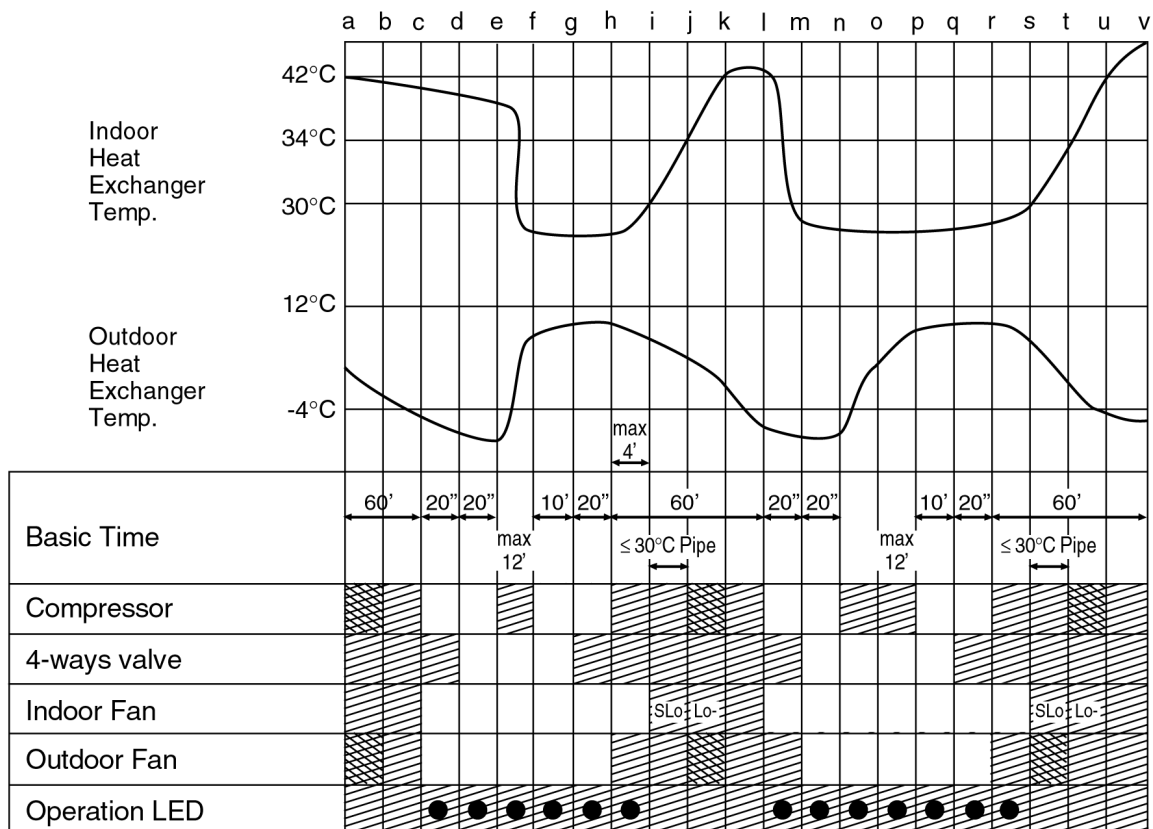 a b c d e f g h i j k l m n o p q r s t u v
42°C
34°C
30°C
Indoor
Heat
Exchanger
Temp.
12°C
-4°C
Outdoor
Heat
Exchanger
Temp.
max
4’
60’ 20” 20” 10’ 20” 60’ 20” 20” 10’ 20” 60’
Basic Time
max
12’
≤ 30°C Pipe
max
12’
≤ 30°C Pipe
Compressor
4-ways valve
Indoor Fan SLo Lo- SLo Lo-
Outdoor Fan
Operation LED